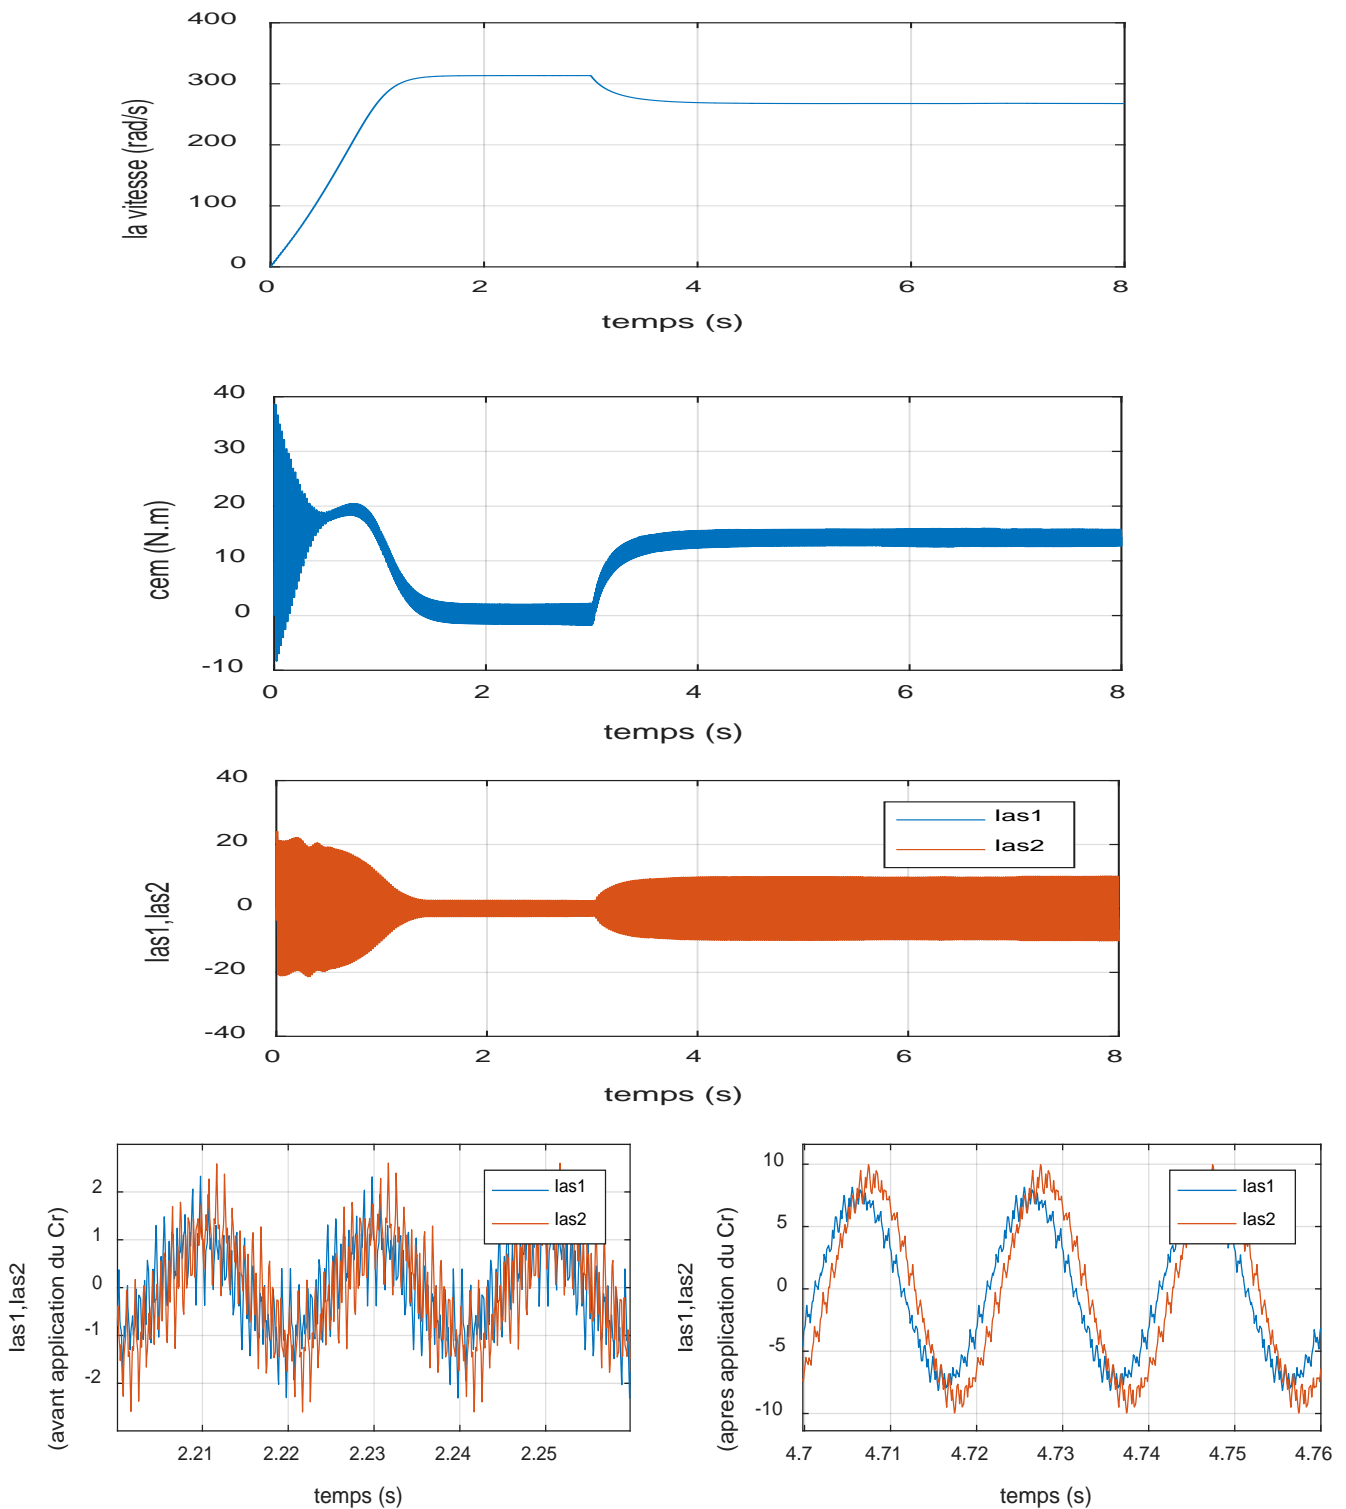 400
300
200
100
0
la vitesse (rad/s)
0 2 4 6 8
temps (s)
40
30
20
10
0
-10
cem (N.m)
0 2 4 6 8
temps (s)
40
20
0
-20
-40
Ias1,Ias2
Ias1
Ias2
0 2 4 6 8
temps (s)
2
1
0
-1
-2
Ias1,Ias2
(avant application du Cr)
Ias1
Ias2
2.21 2.22 2.23 2.24 2.25
temps (s)
10
5
0
-5
-10
Ias1,Ias2
(apres application du Cr)
Ias1
Ias2
4.7 4.71 4.72 4.73 4.74 4.75 4.76
temps (s)